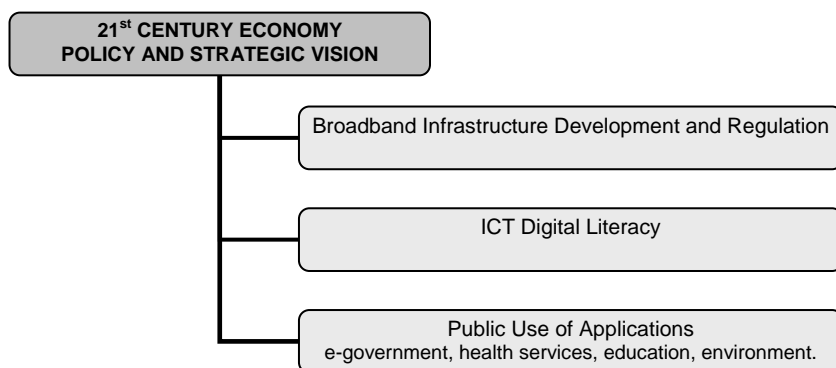 21st CENTURY ECONOMY
POLICY AND STRATEGIC VISION
Broadband Infrastructure Development and Regulation
ICT Digital Literacy
Public Use of Applications
e-government, health services, education, environment.